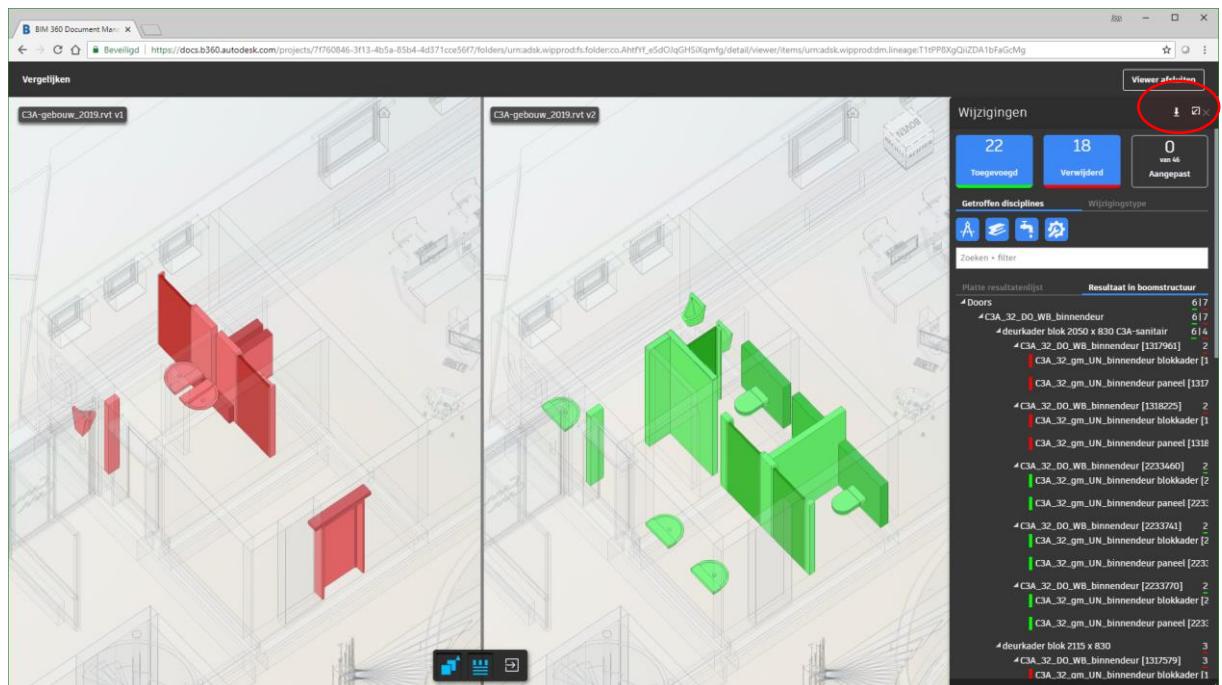 BIM 360 Document Man
Beveiligd https://docs.b360.autodesk.com/projects/7f760846-3f13-4b5a-85b4-4d371cce56f7/folders/urn:adsk.wipprod:fs.folder:co.AhtfYf_eSdOJqGHSiXqmfg/detail/viewer/items/urn:adsk.wipprod:dm.lineage:T1tPP8XgQiiZDA1bFaGcMg
Vergelijken
Viewer afsluiten
C3A-gebouw_2019.rvt v1
C3A-gebouw_2019.rvt v2
BOVEN
Wijzigingen
22 18 0
van 46
Toegevoegd Verwijderd Aangepast
Getroffen disciplines Wijzigingstype
Zoeken + filter
Platte resultatenlijst Resultaat in boomstructuur
Doors 6|7
C3A_32_DO_WB_binnendeur 6|7
deurkader blok 2050 x 830 C3A-sanitair 6|4
C3A_32_DO_WB_binnendeur [1317961] 2
C3A_32_gm_UN_binnendeur blokkader [1
C3A_32_gm_UN_binnendeur paneel [1317
C3A_32_DO_WB_binnendeur [1318225] 2
C3A_32_gm_UN_binnendeur blokkader [1
C3A_32_gm_UN_binnendeur paneel [1318
C3A_32_DO_WB_binnendeur [2233460] 2
C3A_32_gm_UN_binnendeur blokkader [2
C3A_32_gm_UN_binnendeur paneel [2233
C3A_32_DO_WB_binnendeur [2233741] 2
C3A_32_gm_UN_binnendeur blokkader [2
C3A_32_gm_UN_binnendeur paneel [2233
C3A_32_DO_WB_binnendeur [2233770] 2
C3A_32_gm_UN_binnendeur blokkader [2
C3A_32_gm_UN_binnendeur paneel [2233
deurkader blok 2115 x 830 3
C3A_32_DO_WB_binnendeur [1317579] 3
C3A_32_gm_UN_binnendeur blokkader [1